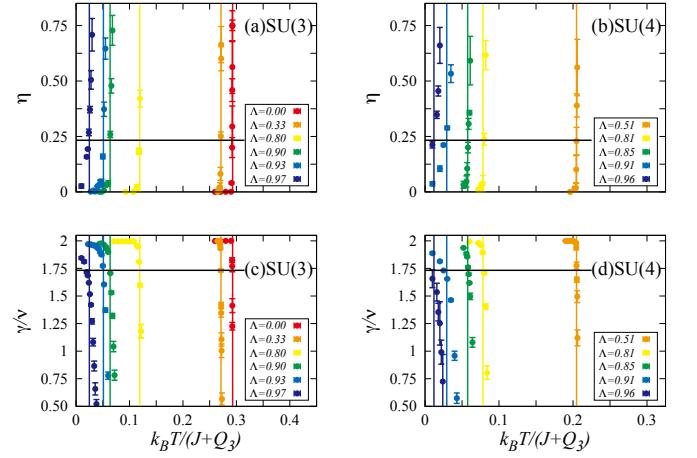 (a)SU(3)
η
0.75
0.50
0.25
0
Λ=0.00
Λ=0.33
Λ=0.80
Λ=0.90
Λ=0.93
Λ=0.97
(b)SU(4)
η
0.75
0.50
0.25
0
Λ=0.51
Λ=0.81
Λ=0.85
Λ=0.91
Λ=0.96
(c)SU(3)
γ/ν
2
1.75
1.5
1.25
1
0.75
0.50
Λ=0.00
Λ=0.33
Λ=0.80
Λ=0.90
Λ=0.93
Λ=0.97
0 0.1 0.2 0.3 0.4
k_BT/(J+Q_3)
(d)SU(4)
γ/ν
2
1.75
1.5
1.25
1
0.75
0.50
Λ=0.51
Λ=0.81
Λ=0.85
Λ=0.91
Λ=0.96
0 0.1 0.2 0.3
k_BT/(J+Q_3)